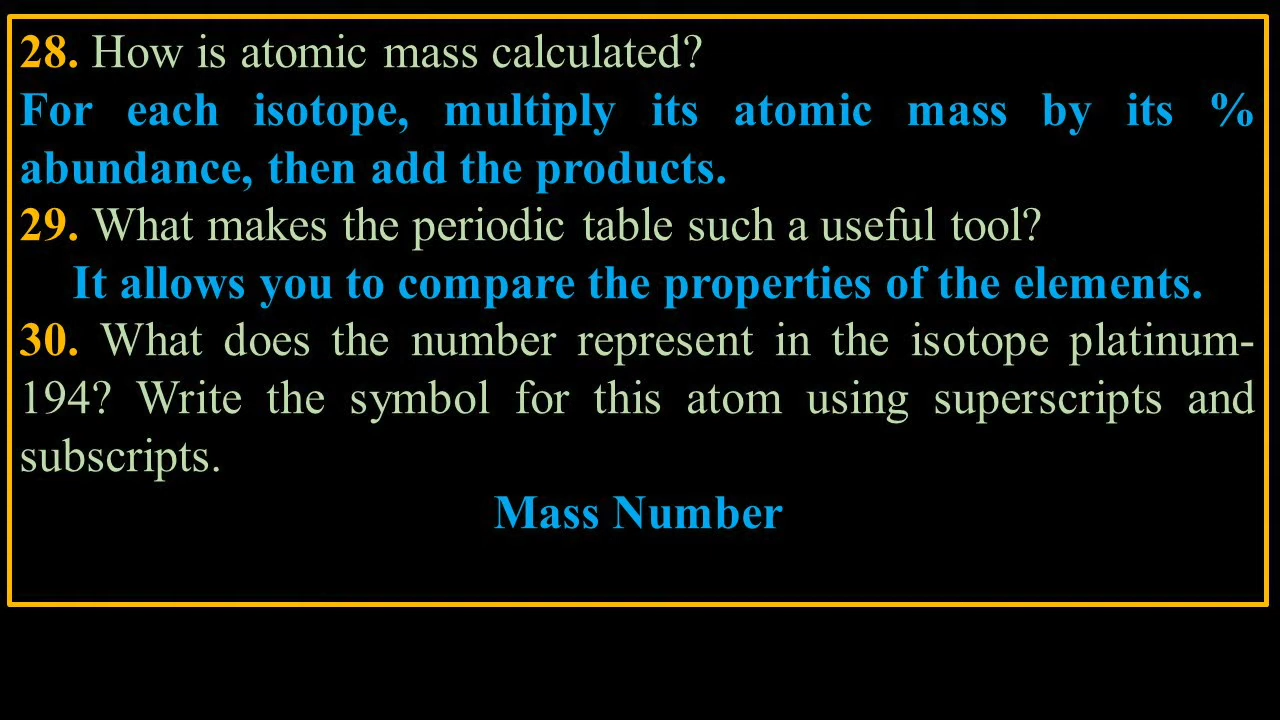 28. How is atomic mass calculated?
For each isotope, multiply its atomic mass by its %
abundance, then add the products.
29. What makes the periodic table such a useful tool?
It allows you to compare the properties of the elements.
30. What does the number represent in the isotope platinum-
194? Write the symbol for this atom using superscripts and
subscripts.
Mass Number